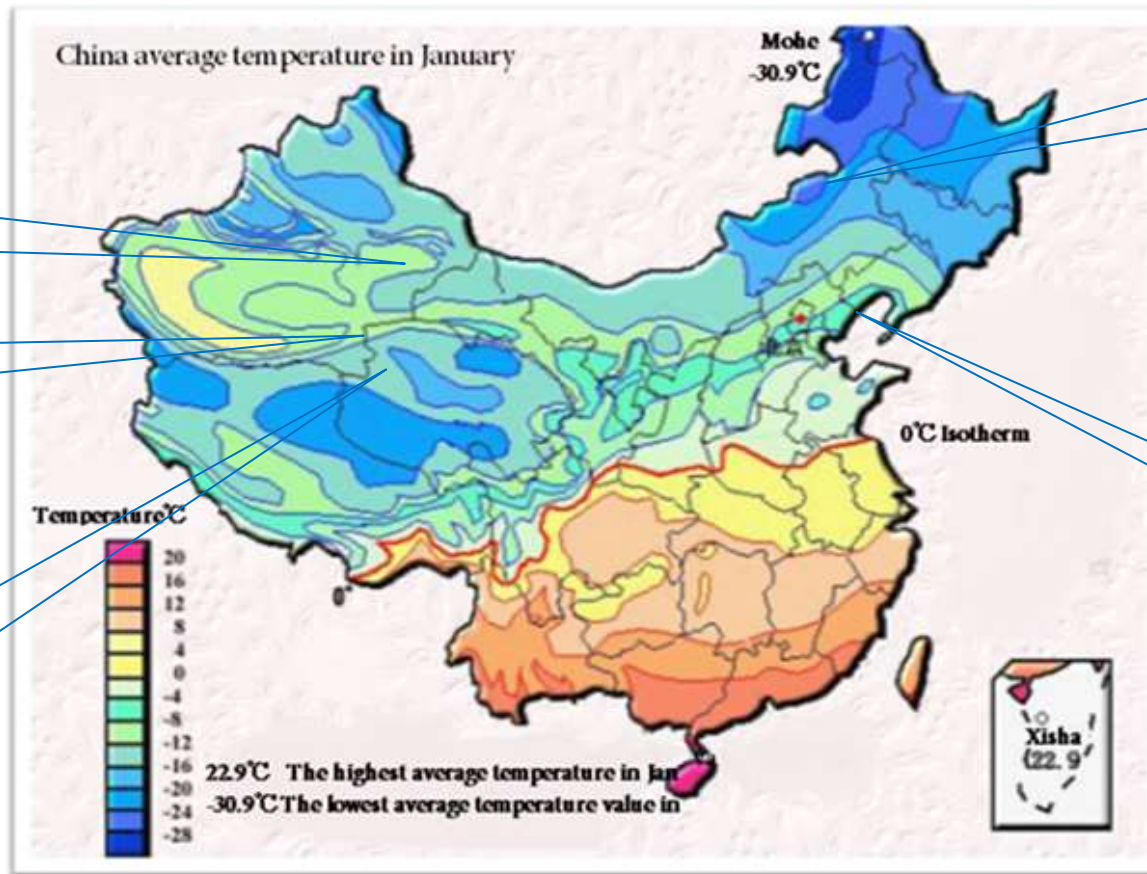 China average temperature in January
Mohe
-30.9℃
0℃ Isotherm
Temperature℃
20
16
12
8
4
0
-4
-8
-12
-16
-20
-24
-28
0°
22.9℃ The highest average temperature in Jan
-30.9℃ The lowest average temperature value in
Xisha
(22.9